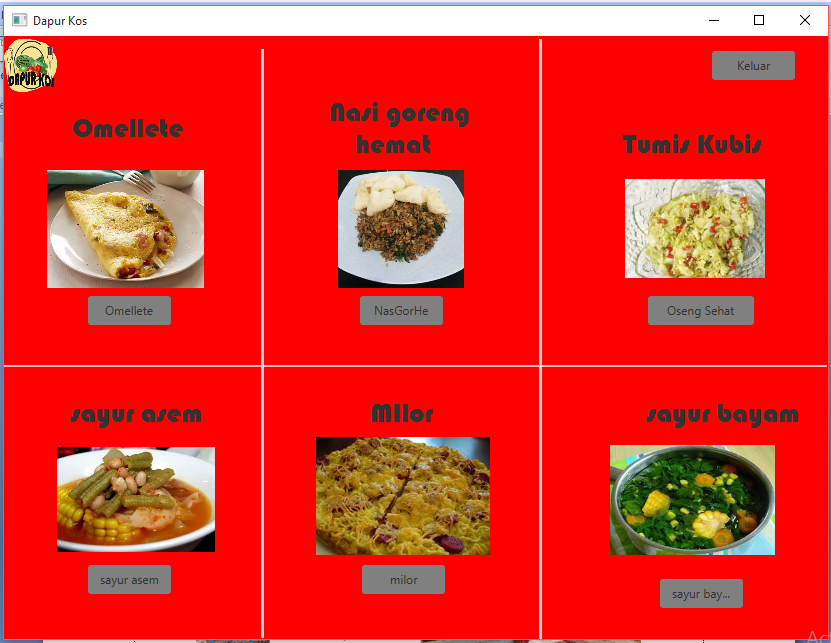 Dapur Kos
DAPUR KOS
Keluar
Omellete
Nasi goreng
hemat
Tumis Kubis
Omellete
NasGorHe
Oseng Sehat
sayur asem
MIlor
sayur bayam
sayur asem
milor
sayur bay...